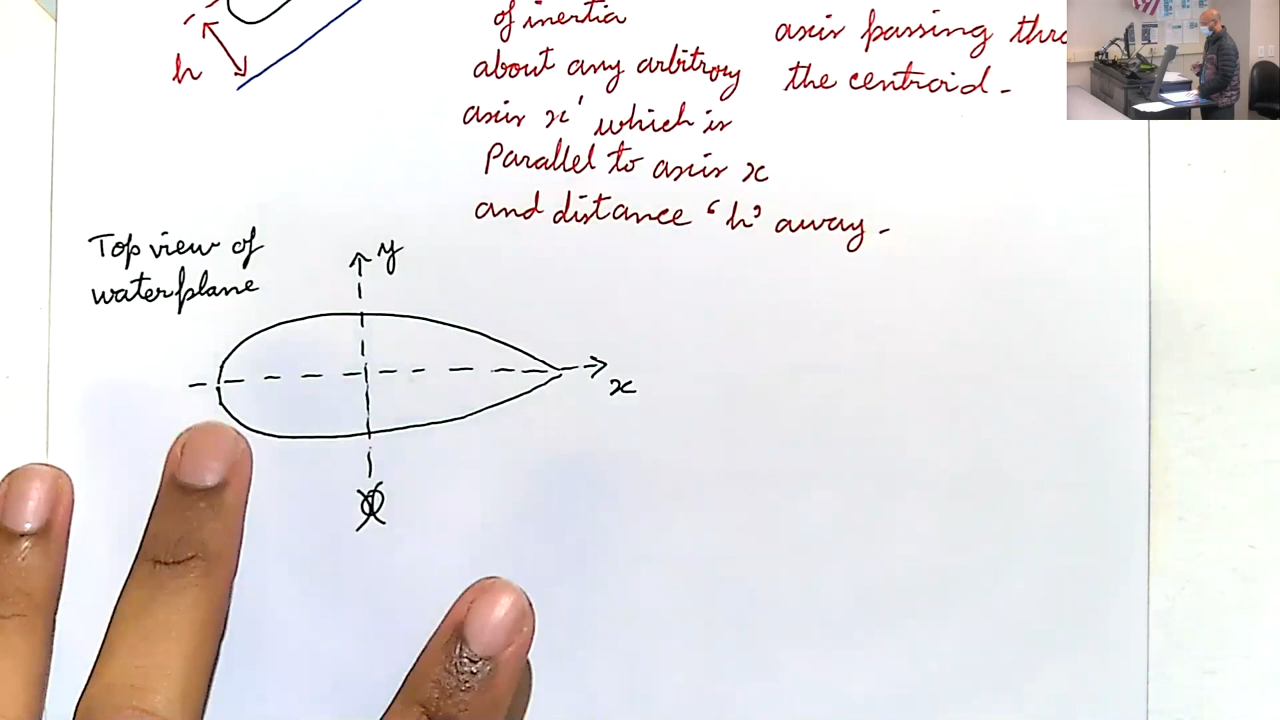 of inertia
about any arbitrary
axis x' which is
Parallel to axis x
and distance 'h' away.
axis passing
the centroid.
h
Top view of
waterplane
y
x